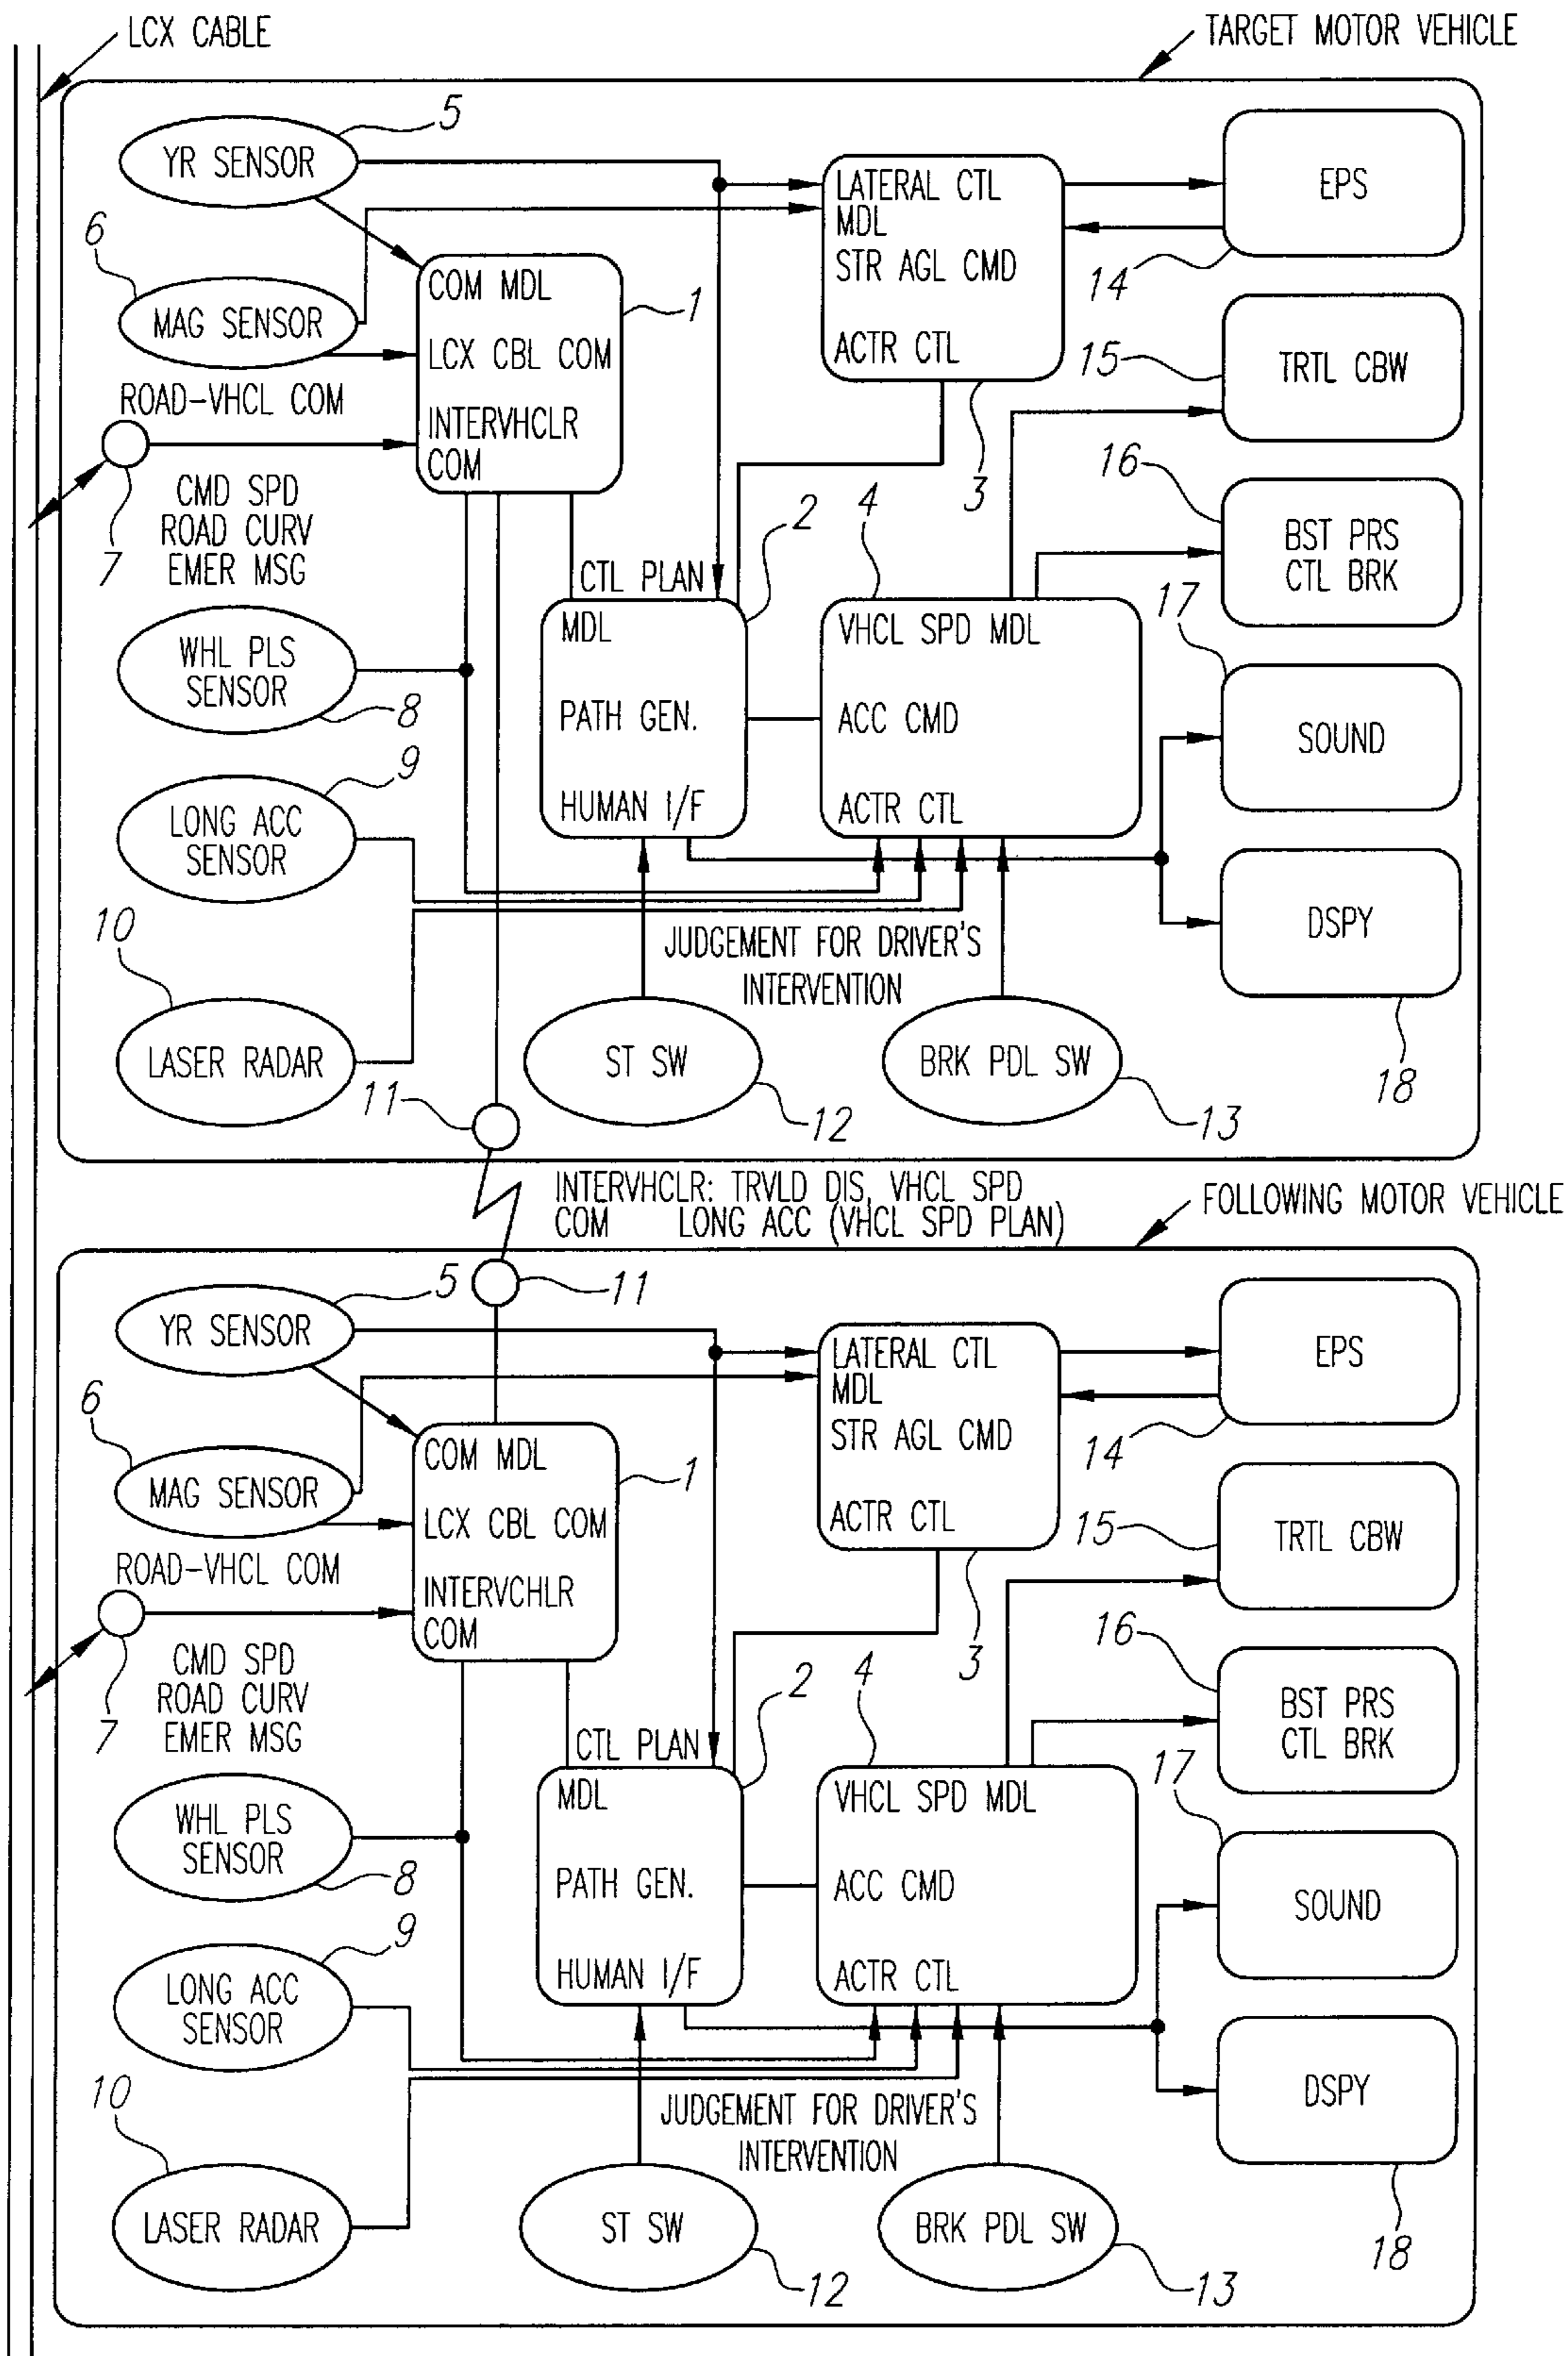 LCX CABLE
TARGET MOTOR VEHICLE
YR SENSOR
5
LATERAL CTL
MDL
STR AGL CMD
ACTR CTL
3
EPS
14
6
MAG SENSOR
COM MDL
LCX CBL COM
INTERVHCLR
COM
1
TRTL CBW
15
ROAD-VHCL COM
7
CMD SPD
ROAD CURV
EMER MSG
16
BST PRS
CTL BRK
CTL PLAN
MDL
PATH GEN.
HUMAN I/F
2
4
VHCL SPD MDL
ACC CMD
ACTR CTL
17
SOUND
WHL PLS
SENSOR
8
9
LONG ACC
SENSOR
10
LASER RADAR
JUDGEMENT FOR DRIVER'S
INTERVENTION
DSPY
18
11
ST SW
12
BRK PDL SW
13
INTERVHCLR: TRVLD DIS, VHCL SPD
COM LONG ACC (VHCL SPD PLAN)
FOLLOWING MOTOR VEHICLE
11
YR SENSOR
5
LATERAL CTL
MDL
STR AGL CMD
ACTR CTL
3
EPS
14
6
MAG SENSOR
COM MDL
LCX CBL COM
INTERVCHLR
COM
1
TRTL CBW
15
ROAD-VHCL COM
7
CMD SPD
ROAD CURV
EMER MSG
16
BST PRS
CTL BRK
CTL PLAN
MDL
PATH GEN.
HUMAN I/F
2
4
VHCL SPD MDL
ACC CMD
ACTR CTL
17
SOUND
WHL PLS
SENSOR
8
9
LONG ACC
SENSOR
10
LASER RADAR
JUDGEMENT FOR DRIVER'S
INTERVENTION
DSPY
18
ST SW
12
BRK PDL SW
13